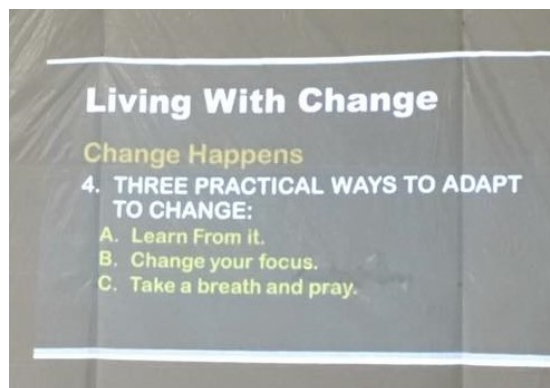 Living With Change
Change Happens
4. THREE PRACTICAL WAYS TO ADAPT
TO CHANGE:
A. Learn From it.
B. Change your focus.
C. Take a breath and pray.